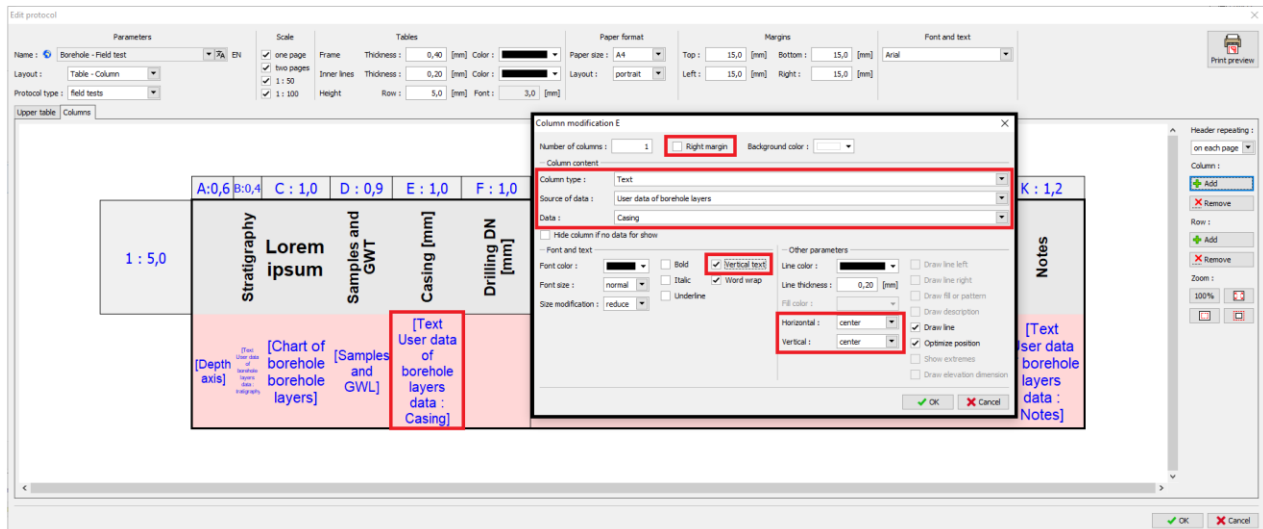 Edit protocol
Parameters Scale Tables Paper format Margins Font and text
Name : Borehole - Field test EN one page Frame Thickness : 0,40 [mm] Color : Paper size : A4 Top : 15,0 [mm] Bottom : 15,0 [mm] Arial
Layout : Table - Column two pages Inner lines Thickness : 0,20 [mm] Color : Layout : portrait Left : 15,0 [mm] Right : 15,0 [mm]
1 : 50
Protocol type : field tests 1 : 100 Height Row : 5,0 [mm] Font : 3,0 [mm]
Print preview
Upper table Columns
A:0,6 B:0,4 C : 1,0 D : 0,9 E : 1,0 F : 1,0 K : 1,2
1 : 5,0
Stratigraphy
Lorem
ipsum
Samples and
GWT
Casing [mm]
Drilling DN
[mm]
Notes
[Depth
axis]
[Text
User data
of
borehole
layers
data :
[Chart of
borehole
borehole
layers]
[Samples
and
GWL]
[Text
User data
of
borehole
layers
data :
Casing]
[Text
User data
borehole
layers
data :
Notes]
Column modification E
Number of columns : 1 Right margin Background color :
Column content
Column type : Text
Source of data : User data of borehole layers
Data : Casing
Hide column if no data for show
Font and text
Font color : Bold Vertical text
Font size : normal Italic Word wrap
Size modification : reduce Underline
Other parameters
Line color : Draw line left
Line thickness : 0,20 [mm] Draw line right
Fill color : Draw fill or pattern
Draw description
Horizontal : center Draw line
Vertical : center Optimize position
Show extremes
Draw elevation dimension
OK Cancel
Header repeating :
on each page
Column :
Add
Remove
Row :
Add
Remove
Zoom :
100%
OK Cancel